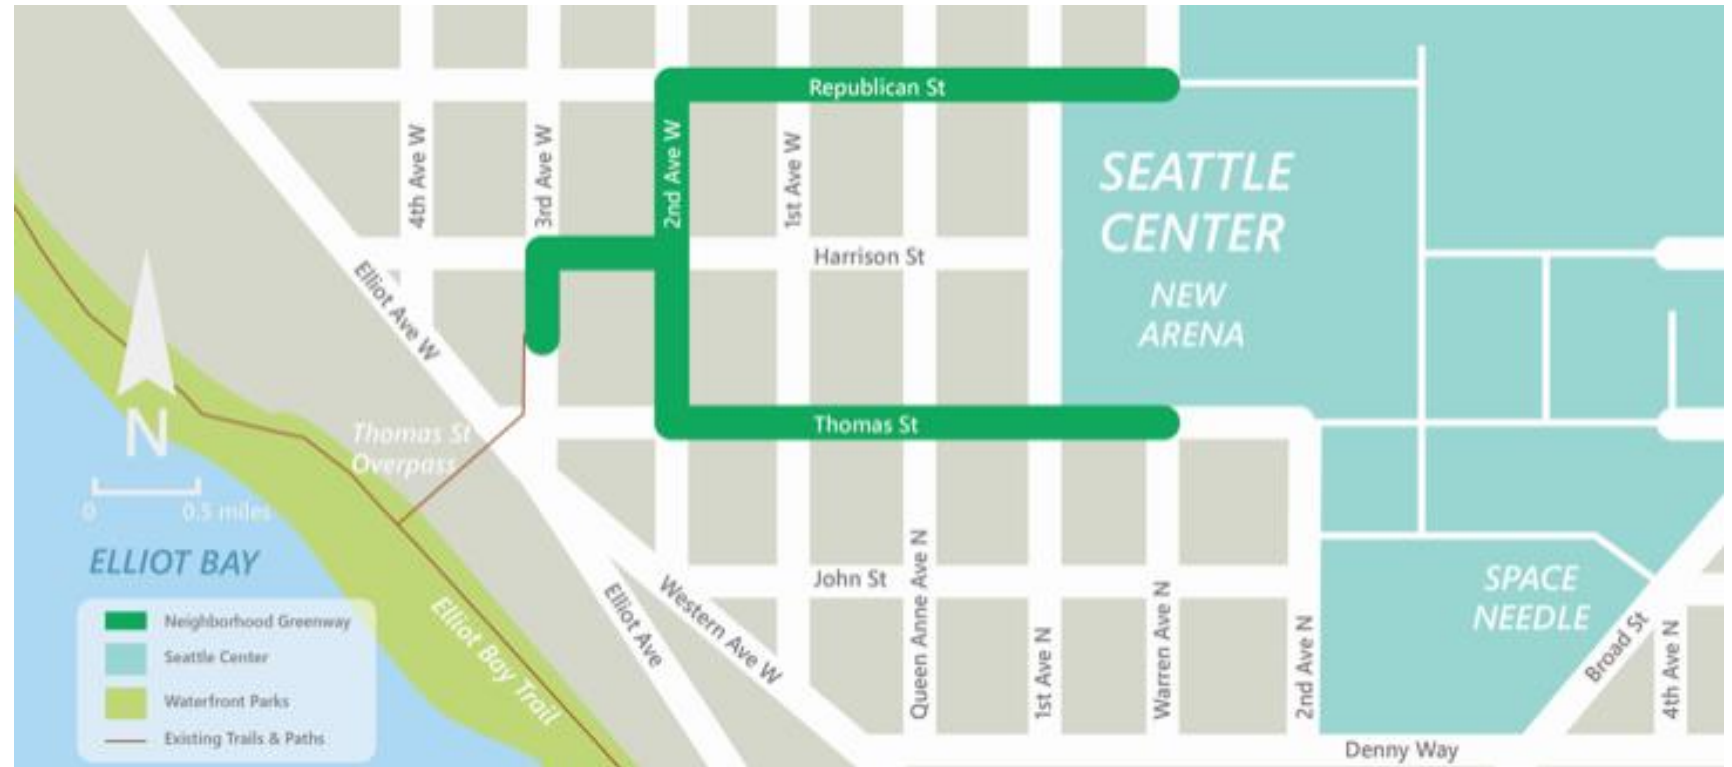 Republican St
4th Ave W
3rd Ave W
2nd Ave W
1st Ave W
SEATTLE
CENTER
NEW
ARENA
Harrison St
Elliot Ave W
Thomas St
Thomas St
Overpass
N
0
0.5 miles
ELLIOT BAY
Neighborhood Greenway
Seattle Center
Waterfront Parks
Existing Trails & Paths
Elliot Bay Trail
Elliot Ave
Western Ave W
John St
Queen Anne Ave N
1st Ave N
Warren Ave N
2nd Ave N
SPACE
NEEDLE
Broad St
4th Ave N
Denny Way